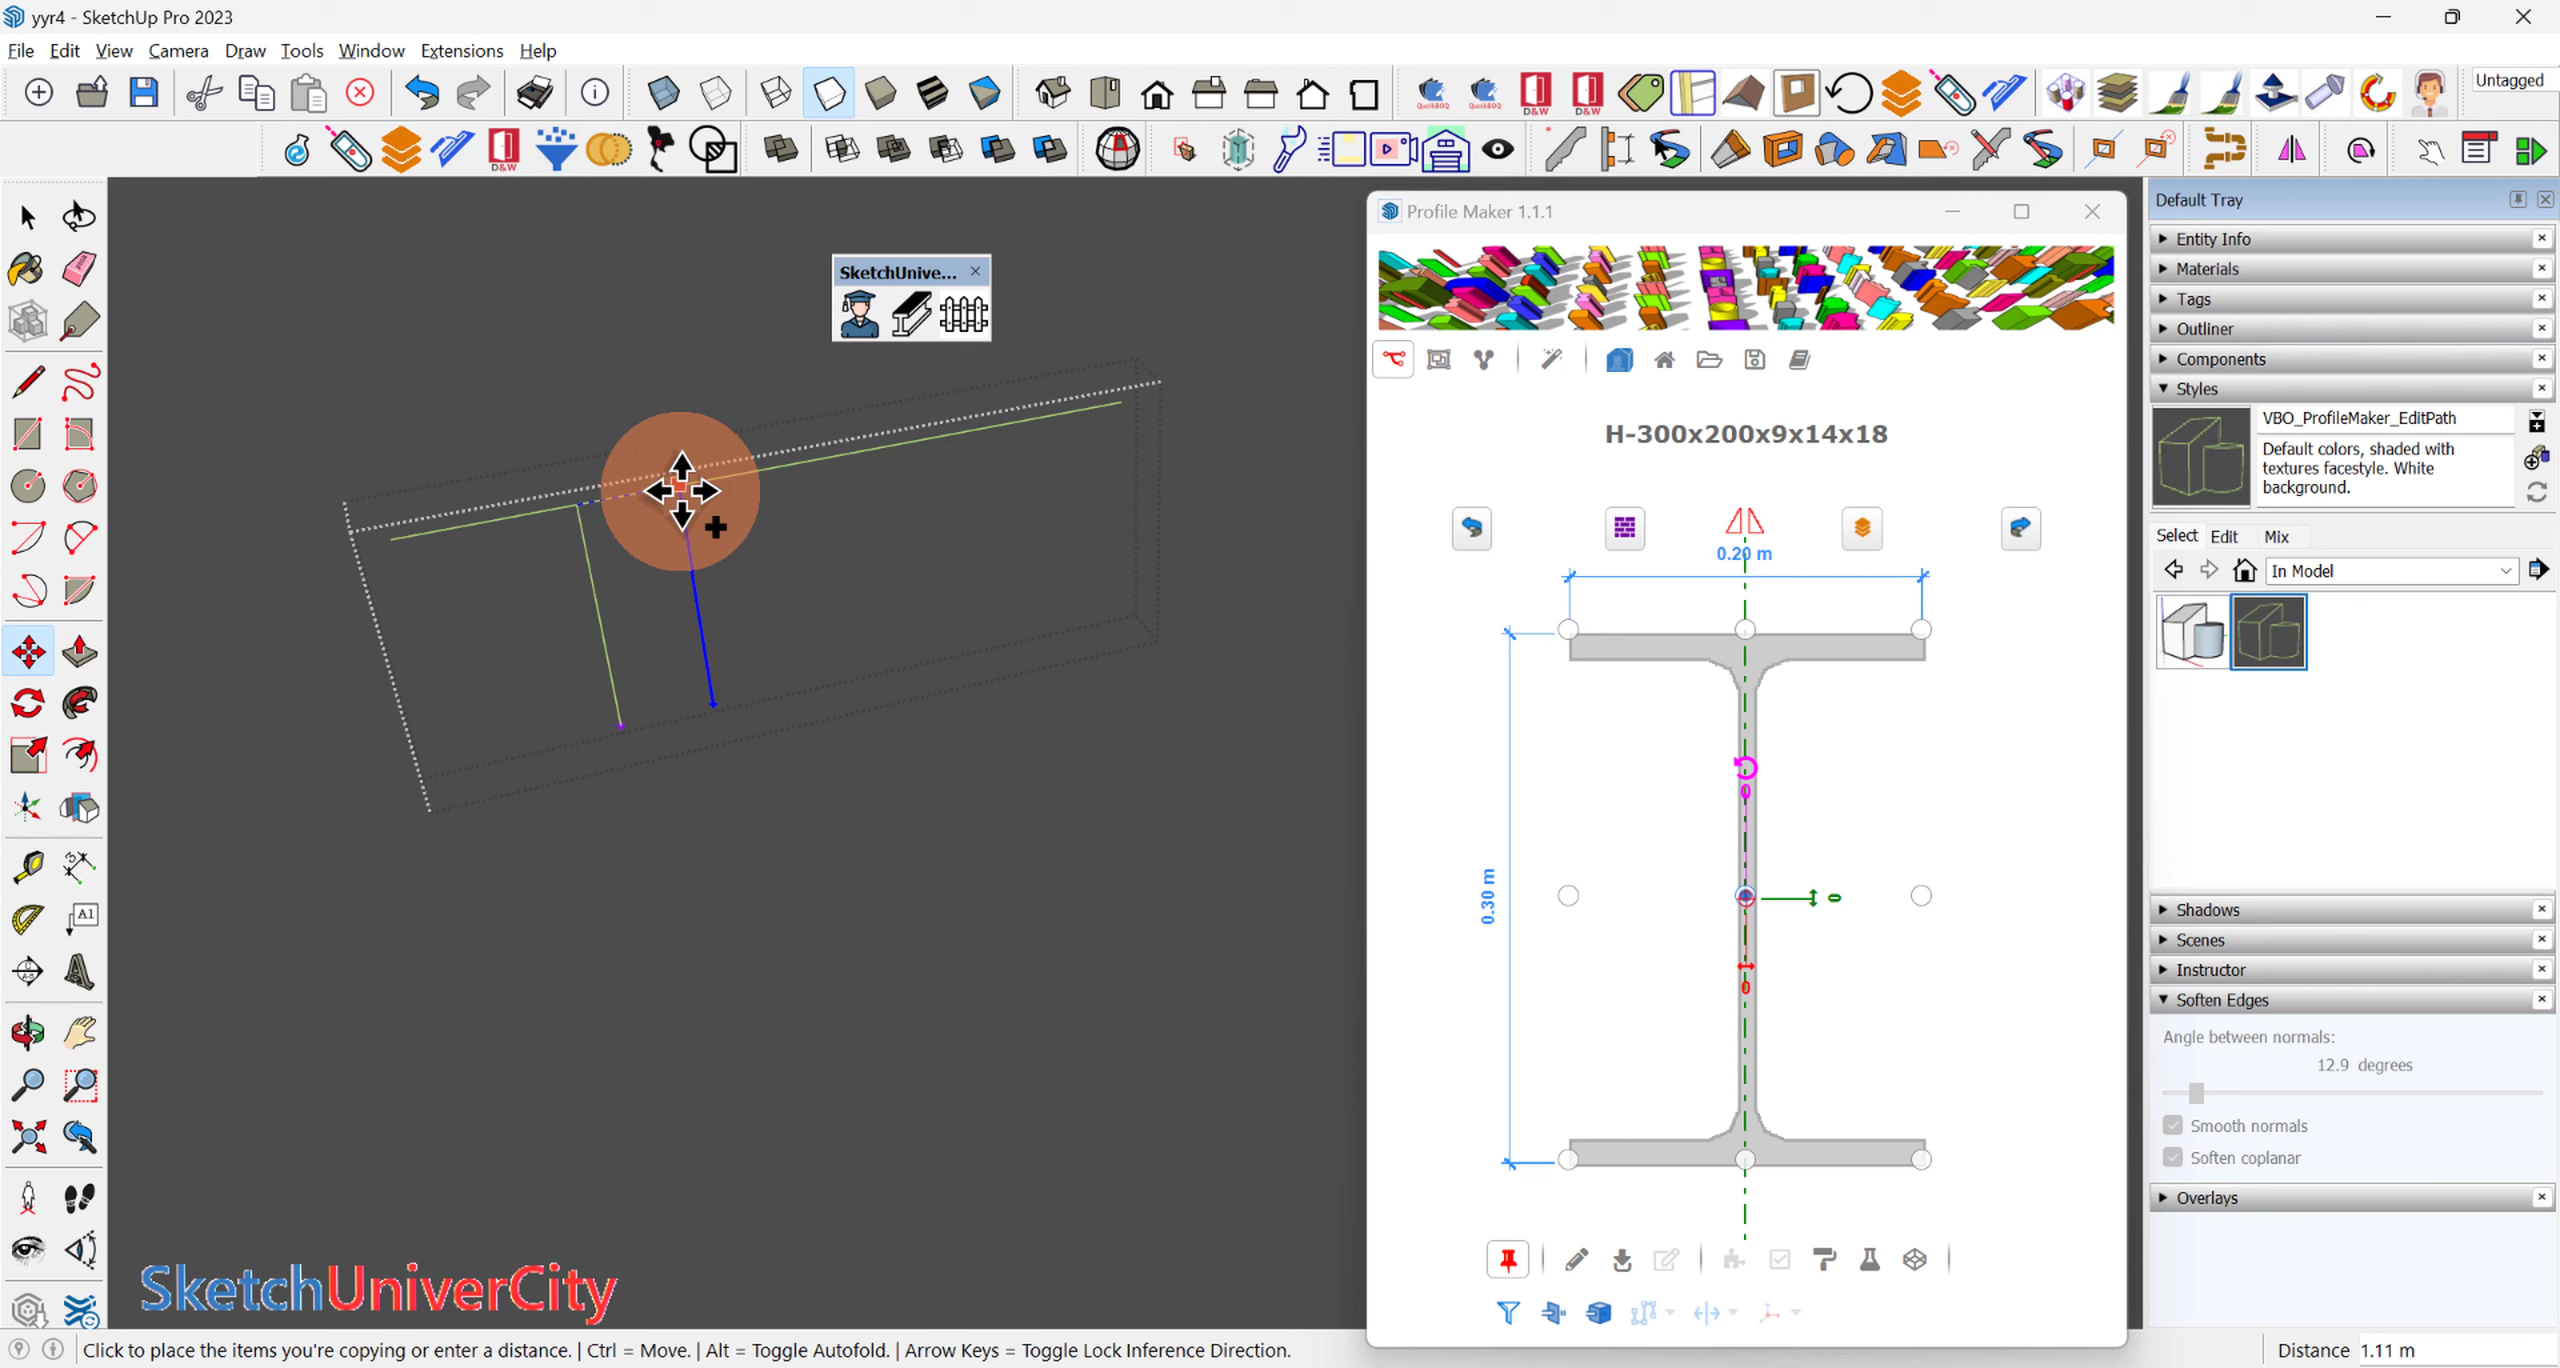 yyr4 - SketchUp Pro 2023
File Edit View Camera Draw Tools Window Extensions Help
Untagged
D&W
D&W
D&W
Default Tray
Entity Info
Materials
Tags
Outliner
Components
Styles
VBO_ProfileMaker_EditPath
Default colors, shaded with
textures facestyle. White
background.
Select Edit Mix
In Model
Shadows
Scenes
Instructor
Soften Edges
Angle between normals:
12.9 degrees
Smooth normals
Soften coplanar
Overlays
SketchUnive...
Profile Maker 1.1.1
H-300x200x9x14x18
0.20 m
0.30 m
0
0
0
A1
SketchUniverCity
Click to place the items you're copying or enter a distance. | Ctrl = Move. | Alt = Toggle Autofold. | Arrow Keys = Toggle Lock Inference Direction.
Distance 1.11 m